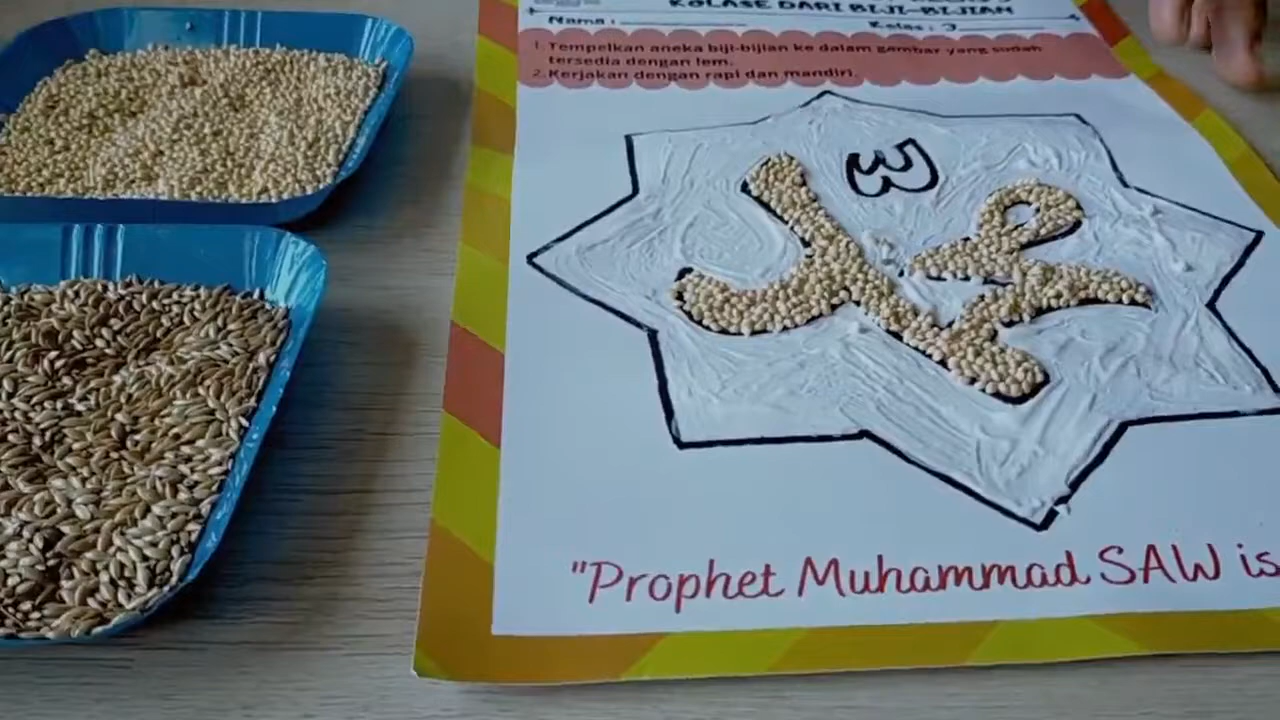 KOLASE DARI BIJI-BIJIAN
Nama : Kelas : 3
1. Tempelkan aneka biji-bijian ke dalam gambar yang sudah
tersedia dengan lem.
2. Kerjakan dengan rapi dan mandiri.
محمد
"Prophet Muhammad SAW is